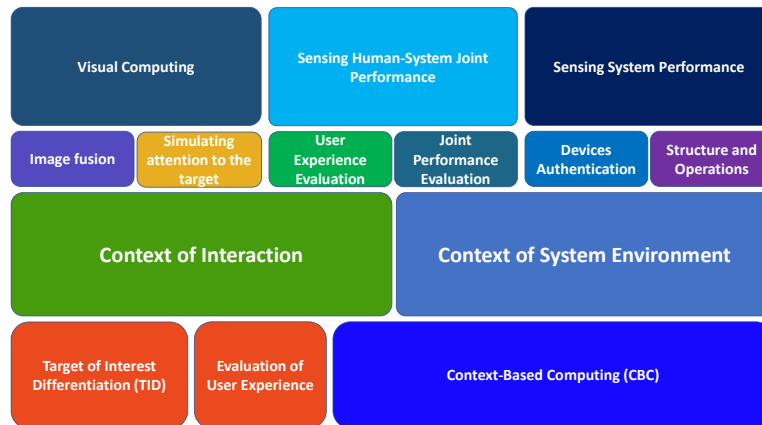 Visual Computing
Sensing Human-System Joint
Performance
Sensing System Performance
Image fusion
Simulating
attention to the
target
User
Experience
Evaluation
Joint
Performance
Evaluation
Devices
Authentication
Structure and
Operations
Context of Interaction
Context of System Environment
Target of Interest
Differentiation (TID)
Evaluation of
User Experience
Context-Based Computing (CBC)